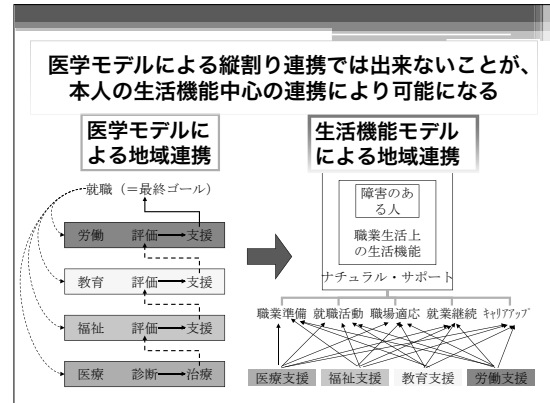 医学モデルによる縦割り連携では出来ないことが、
本人の生活機能中心の連携により可能になる
医学モデルに
よる地域連携
就職（＝最終ゴール）
労働 評価 支援
教育 評価 支援
福祉 評価 支援
医療 診断 治療
生活機能モデル
による地域連携
障害のあ
る人
職業生活上
の生活機能
ナチュラル・サポート
職業準備 就職活動 職場適応 就業継続 ｷｬﾘｱｱｯﾌﾟ
医療支援 福祉支援 教育支援 労働支援